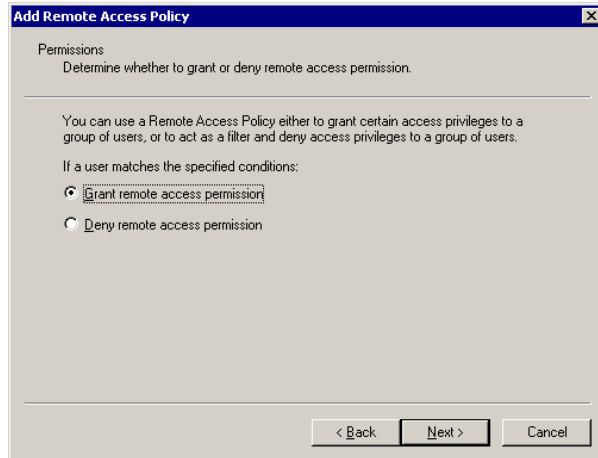 Add Remote Access Policy
Permissions
Determine whether to grant or deny remote access permission.
You can use a Remote Access Policy either to grant certain access privileges to a
group of users, or to act as a filter and deny access privileges to a group of users.
If a user matches the specified conditions:
Grant remote access permission
Deny remote access permission
< Back
Next >
Cancel